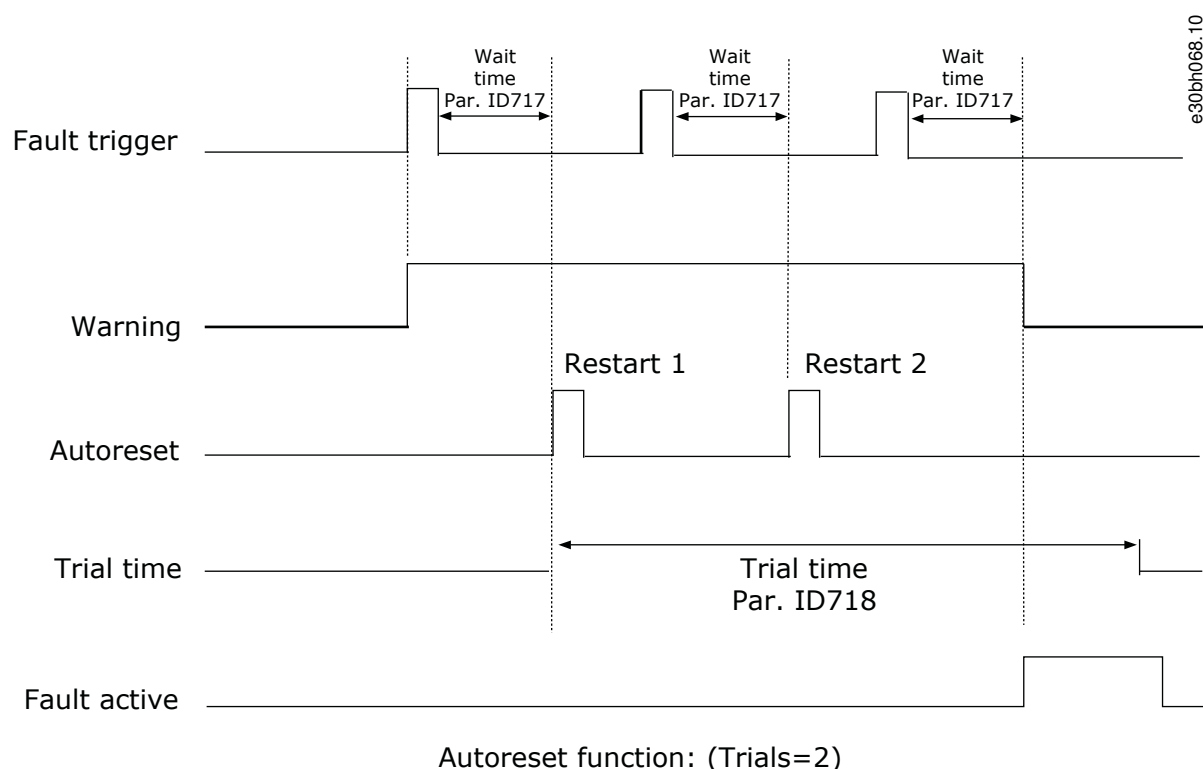 e30bh068.10
Wait
time
Par. ID717
Wait
time
Par. ID717
Wait
time
Par. ID717
Fault trigger
Warning
Restart 1
Restart 2
Autoreset
Trial time
Trial time
Par. ID718
Fault active
Autoreset function: (Trials=2)